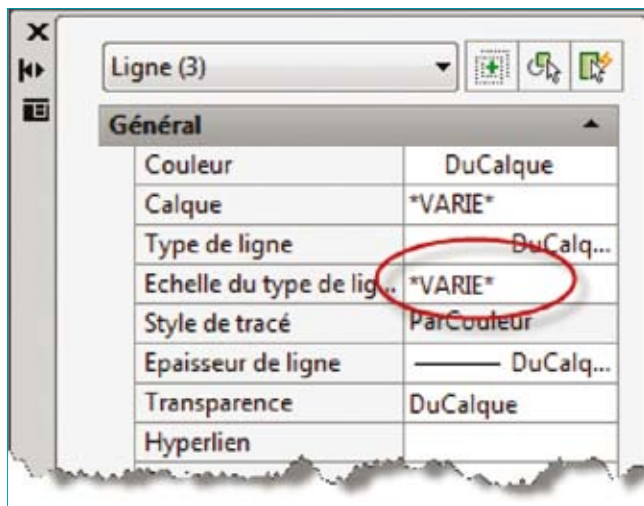 Ligne (3)
Général
Couleur DuCalque
Calque *VARIE*
Type de ligne DuCalq...
Echelle du type de lig... *VARIE*
Style de tracé ParCouleur
Epaisseur de ligne DuCalq...
Transparence DuCalque
Hyperlien